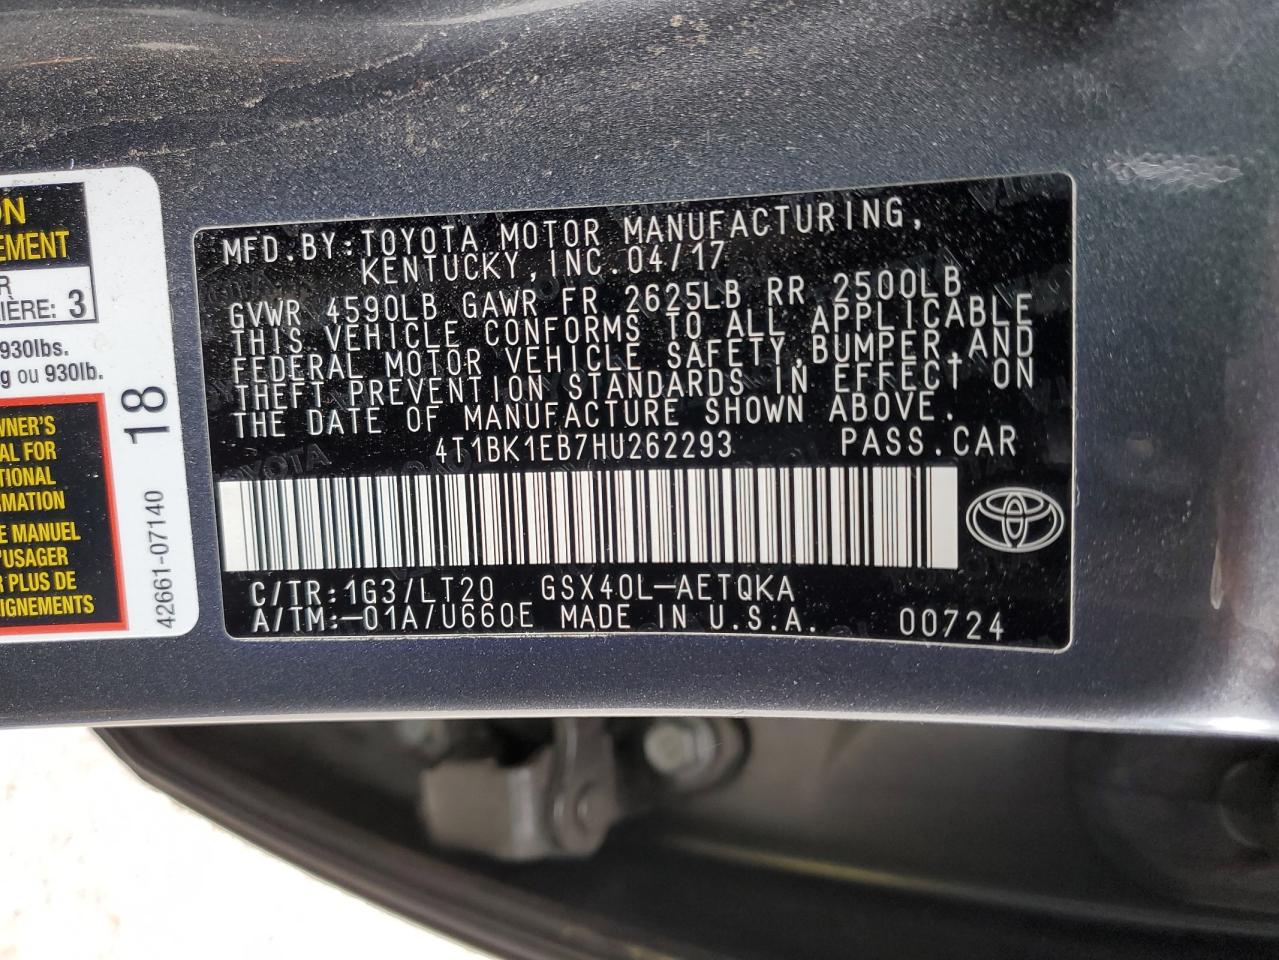 ON
EMENT
R
IÈRE: 3
930lbs.
g ou 930lb.
18
WNER'S
AL FOR
TIONAL
RMATION
E MANUEL
'USAGER
R PLUS DE
IGNEMENTS
42661-07140
MFD.BY:TOYOTA MOTOR MANUFACTURING,
KENTUCKY,INC.04/17
GVWR 4590LB GAWR FR 2625LB RR 2500LB
THIS VEHICLE CONFORMS TO ALL APPLICABLE
FEDERAL MOTOR VEHICLE SAFETY,BUMPER,AND
THEFT PREVENTION STANDARDS IN EFFECT ON
THE DATE OF MANUFACTURE SHOWN ABOVE.
4T1BK1EB7HU262293 PASS.CAR
C/TR:1G3/LT20 GSX40L-AETQKA
A/TM:-01A/U660E MADE IN U.S.A. 00724